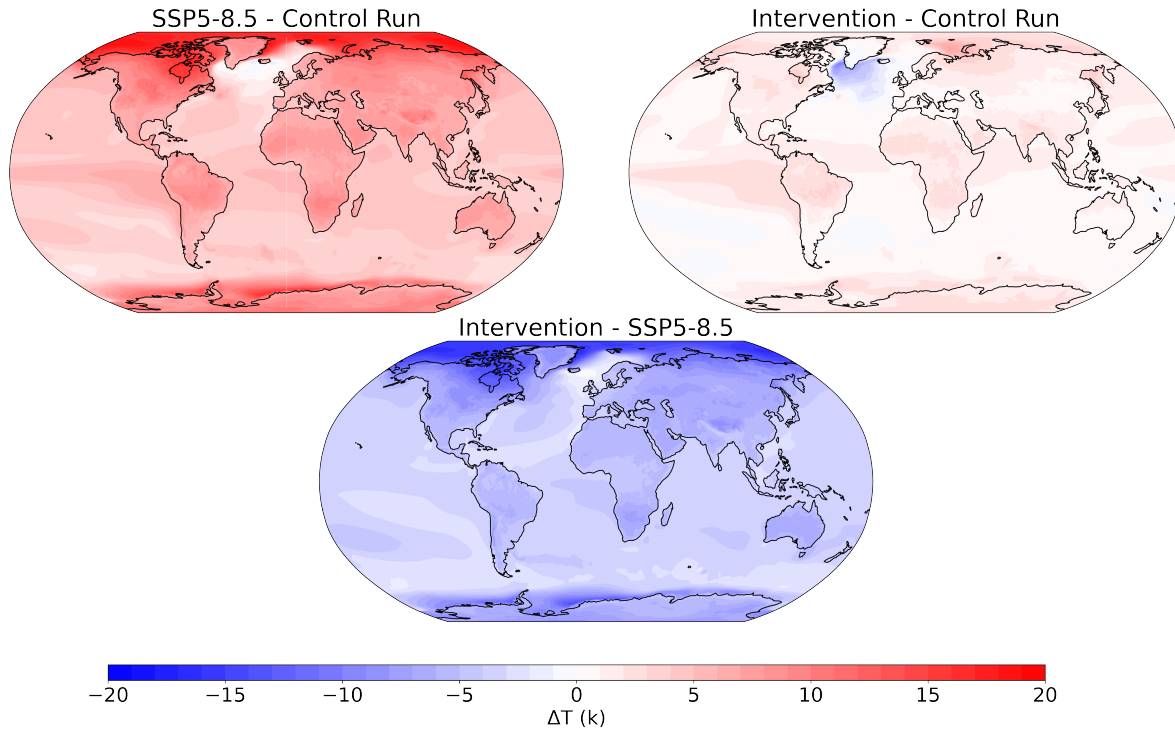 SSP5-8.5 - Control Run
Intervention - Control Run
Intervention - SSP5-8.5
−20 −15 −10 −5 0 5 10 15 20
ΔT (k)